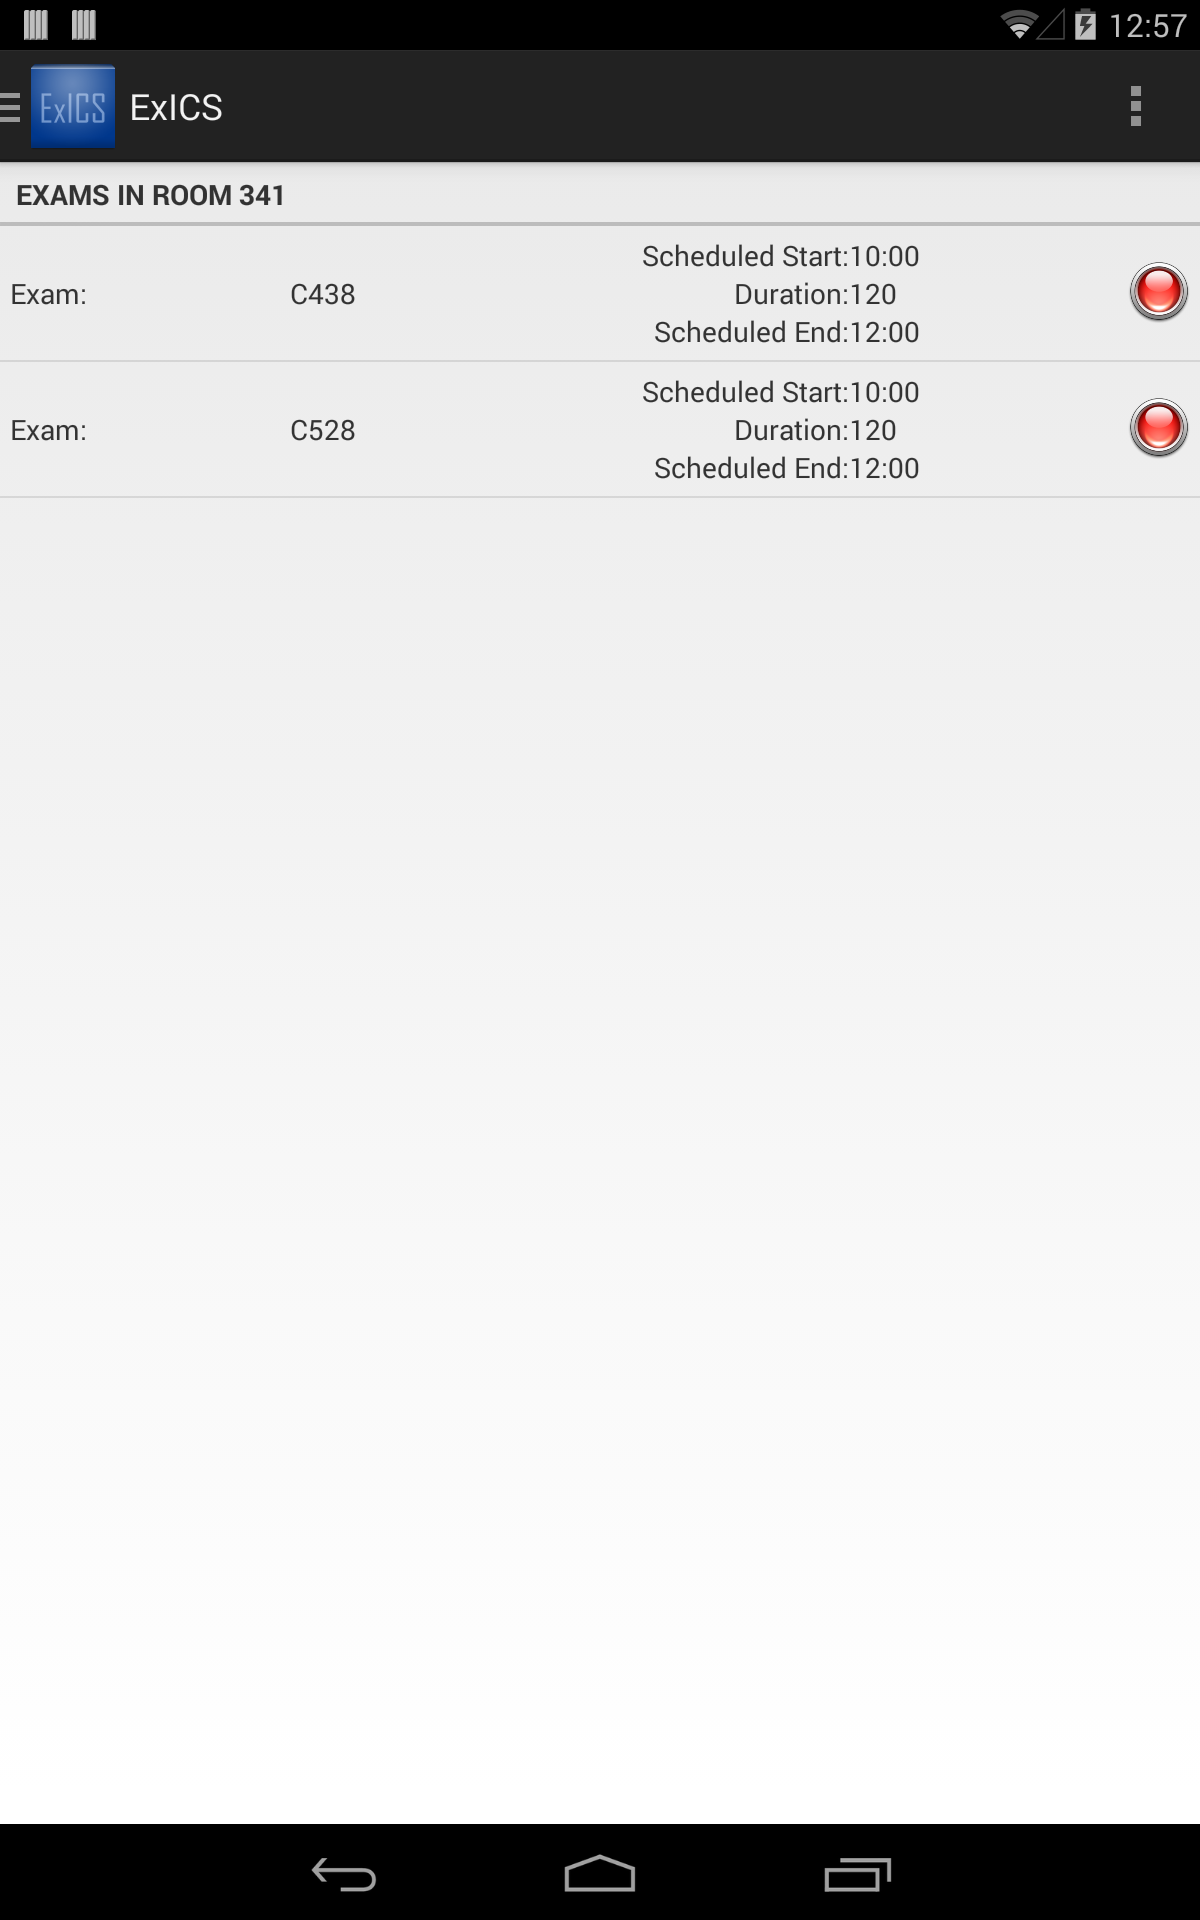 12:57
ExICS ExICS
EXAMS IN ROOM 341
Scheduled Start:10:00
Exam: C438 Duration:120
Scheduled End:12:00
Scheduled Start:10:00
Exam: C528 Duration:120
Scheduled End:12:00